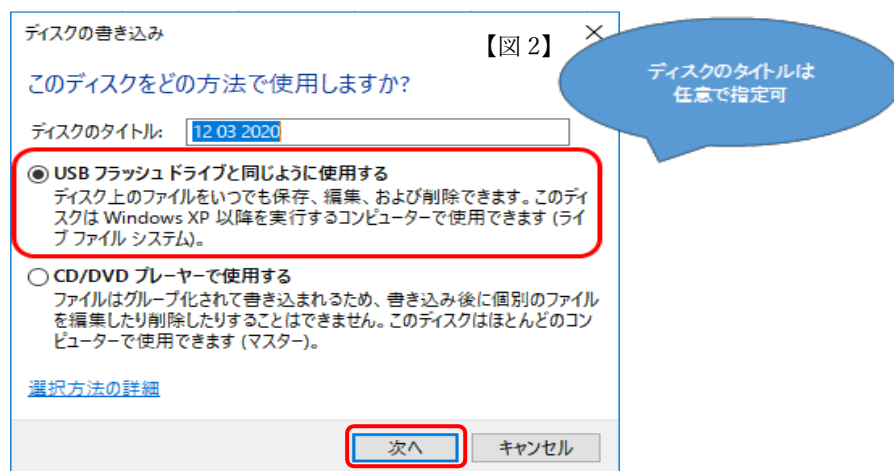 ディスクの書き込み
【図 2】
このディスクをどの方法で使用しますか?
ディスクのタイトルは
任意で指定可
ディスクのタイトル: 12 03 2020
USB フラッシュ ドライブと同じように使用する
ディスク上のファイルをいつでも保存、編集、および削除できます。このディ
スクは Windows XP 以降を実行するコンピューターで使用できます (ライ
ブ ファイル システム)。
CD/DVD プレーヤーで使用する
ファイルはグループ化されて書き込まれるため、書き込み後に個別のファイル
を編集したり削除したりすることはできません。このディスクはほとんどのコン
ピューターで使用できます (マスター)。
選択方法の詳細
次へ
キャンセル